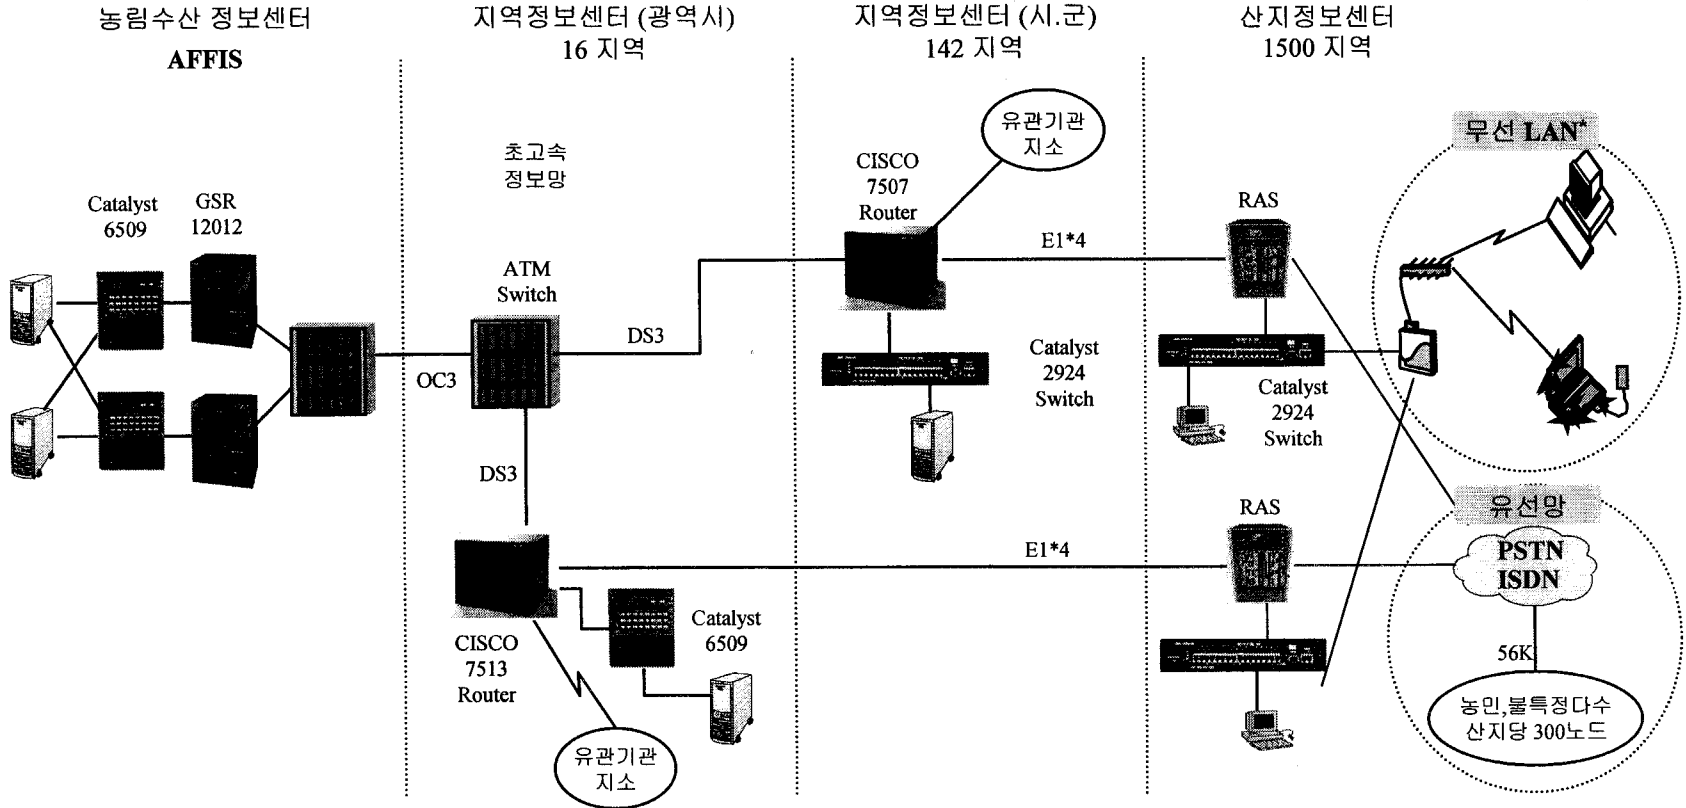 농림수산 정보센터
AFFIS
지역정보센터 (광역시)
16 지역
지역정보센터 (시.군)
142 지역
산지정보센터
1500 지역
초고속
정보망
Catalyst
6509
GSR
12012
ATM
Switch
OC3
DS3
DS3
CISCO
7513
Router
Catalyst
6509
유관기관
지소
유관기관
지소
CISCO
7507
Router
Catalyst
2924
Switch
E1*4
E1*4
RAS
Catalyst
2924
Switch
RAS
무선 LAN*
유선망
PSTN
ISDN
56K
농민,불특정다수
산지당 300노드